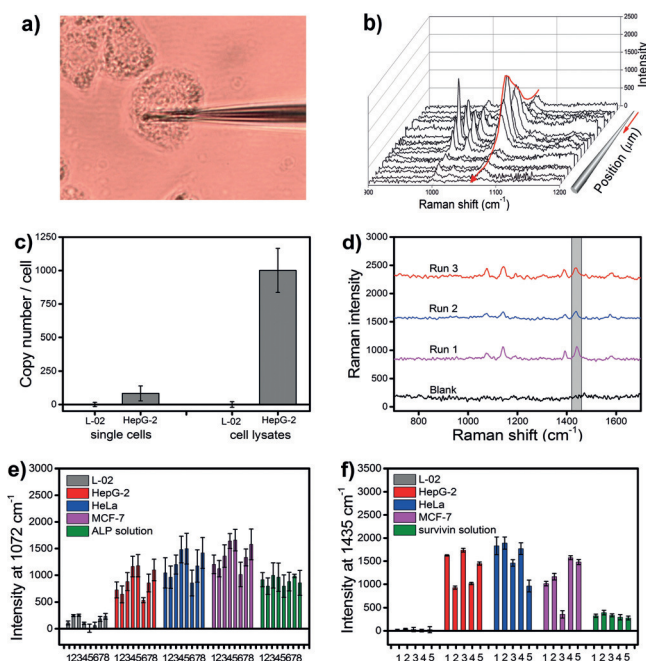 a)
b)
2500
2000
1500
1000
500
0
Intensity
Position (µm)
900
1000
1100
1200
Raman shift (cm-1)
c)
1250
1000
750
500
250
0
Copy number / cell
L-02 HepG-2 L-02 HepG-2
single cells cell lysates
d)
3000
2500
2000
1500
1000
500
0
Raman intensity
Run 3
Run 2
Run 1
Blank
800 1000 1200 1400 1600
Raman shift (cm-1)
e)
3000
2500
2000
1500
1000
500
0
Intensity at 1072 cm-1
L-02
HepG-2
HeLa
MCF-7
ALP solution
12345678 12345678 12345678 12345678 12345678
f)
3500
3000
2500
2000
1500
1000
500
0
Intensity at 1435 cm-1
L-02
HepG-2
HeLa
MCF-7
survivin solution
1 2 3 4 5 1 2 3 4 5 1 2 3 4 5 1 2 3 4 5 1 2 3 4 5